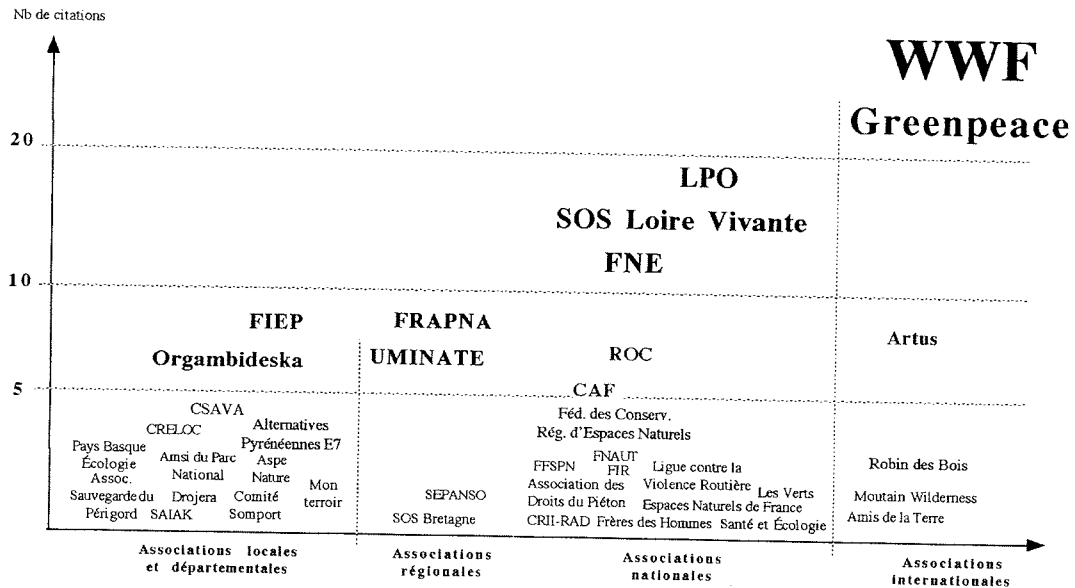 Nb de citations
WWF
Greenpeace
20
LPO
SOS Loire Vivante
FNE
10
FIEP
FRAPNA
Orgambideska
UMINATE
ROC
Artus
5
CAF
CSAVA
CRELOC
Alternatives
Pyrénéennes E7
Pays Basque
Écologie
Assoc.
Amsi du Parc
National
Aspe
Nature
Mon
terroir
Sauvegarde du
Périgord
Drojera
SAIAK
Comité
Somport
SEPANSO
SOS Bretagne
Féd. des Conserv.
Rég. d'Espaces Naturels
FFSPN
FNAUT
FIR
Ligue contre la
Violence Routière
Association des
Droits du Piéton
Les Verts
Espaces Naturels de France
CRII-RAD
Frères des Hommes
Santé et Écologie
Robin des Bois
Moutain Wilderness
Amis de la Terre
Associations locales
et départementales
Associations
régionales
Associations
nationales
Associations
internationales